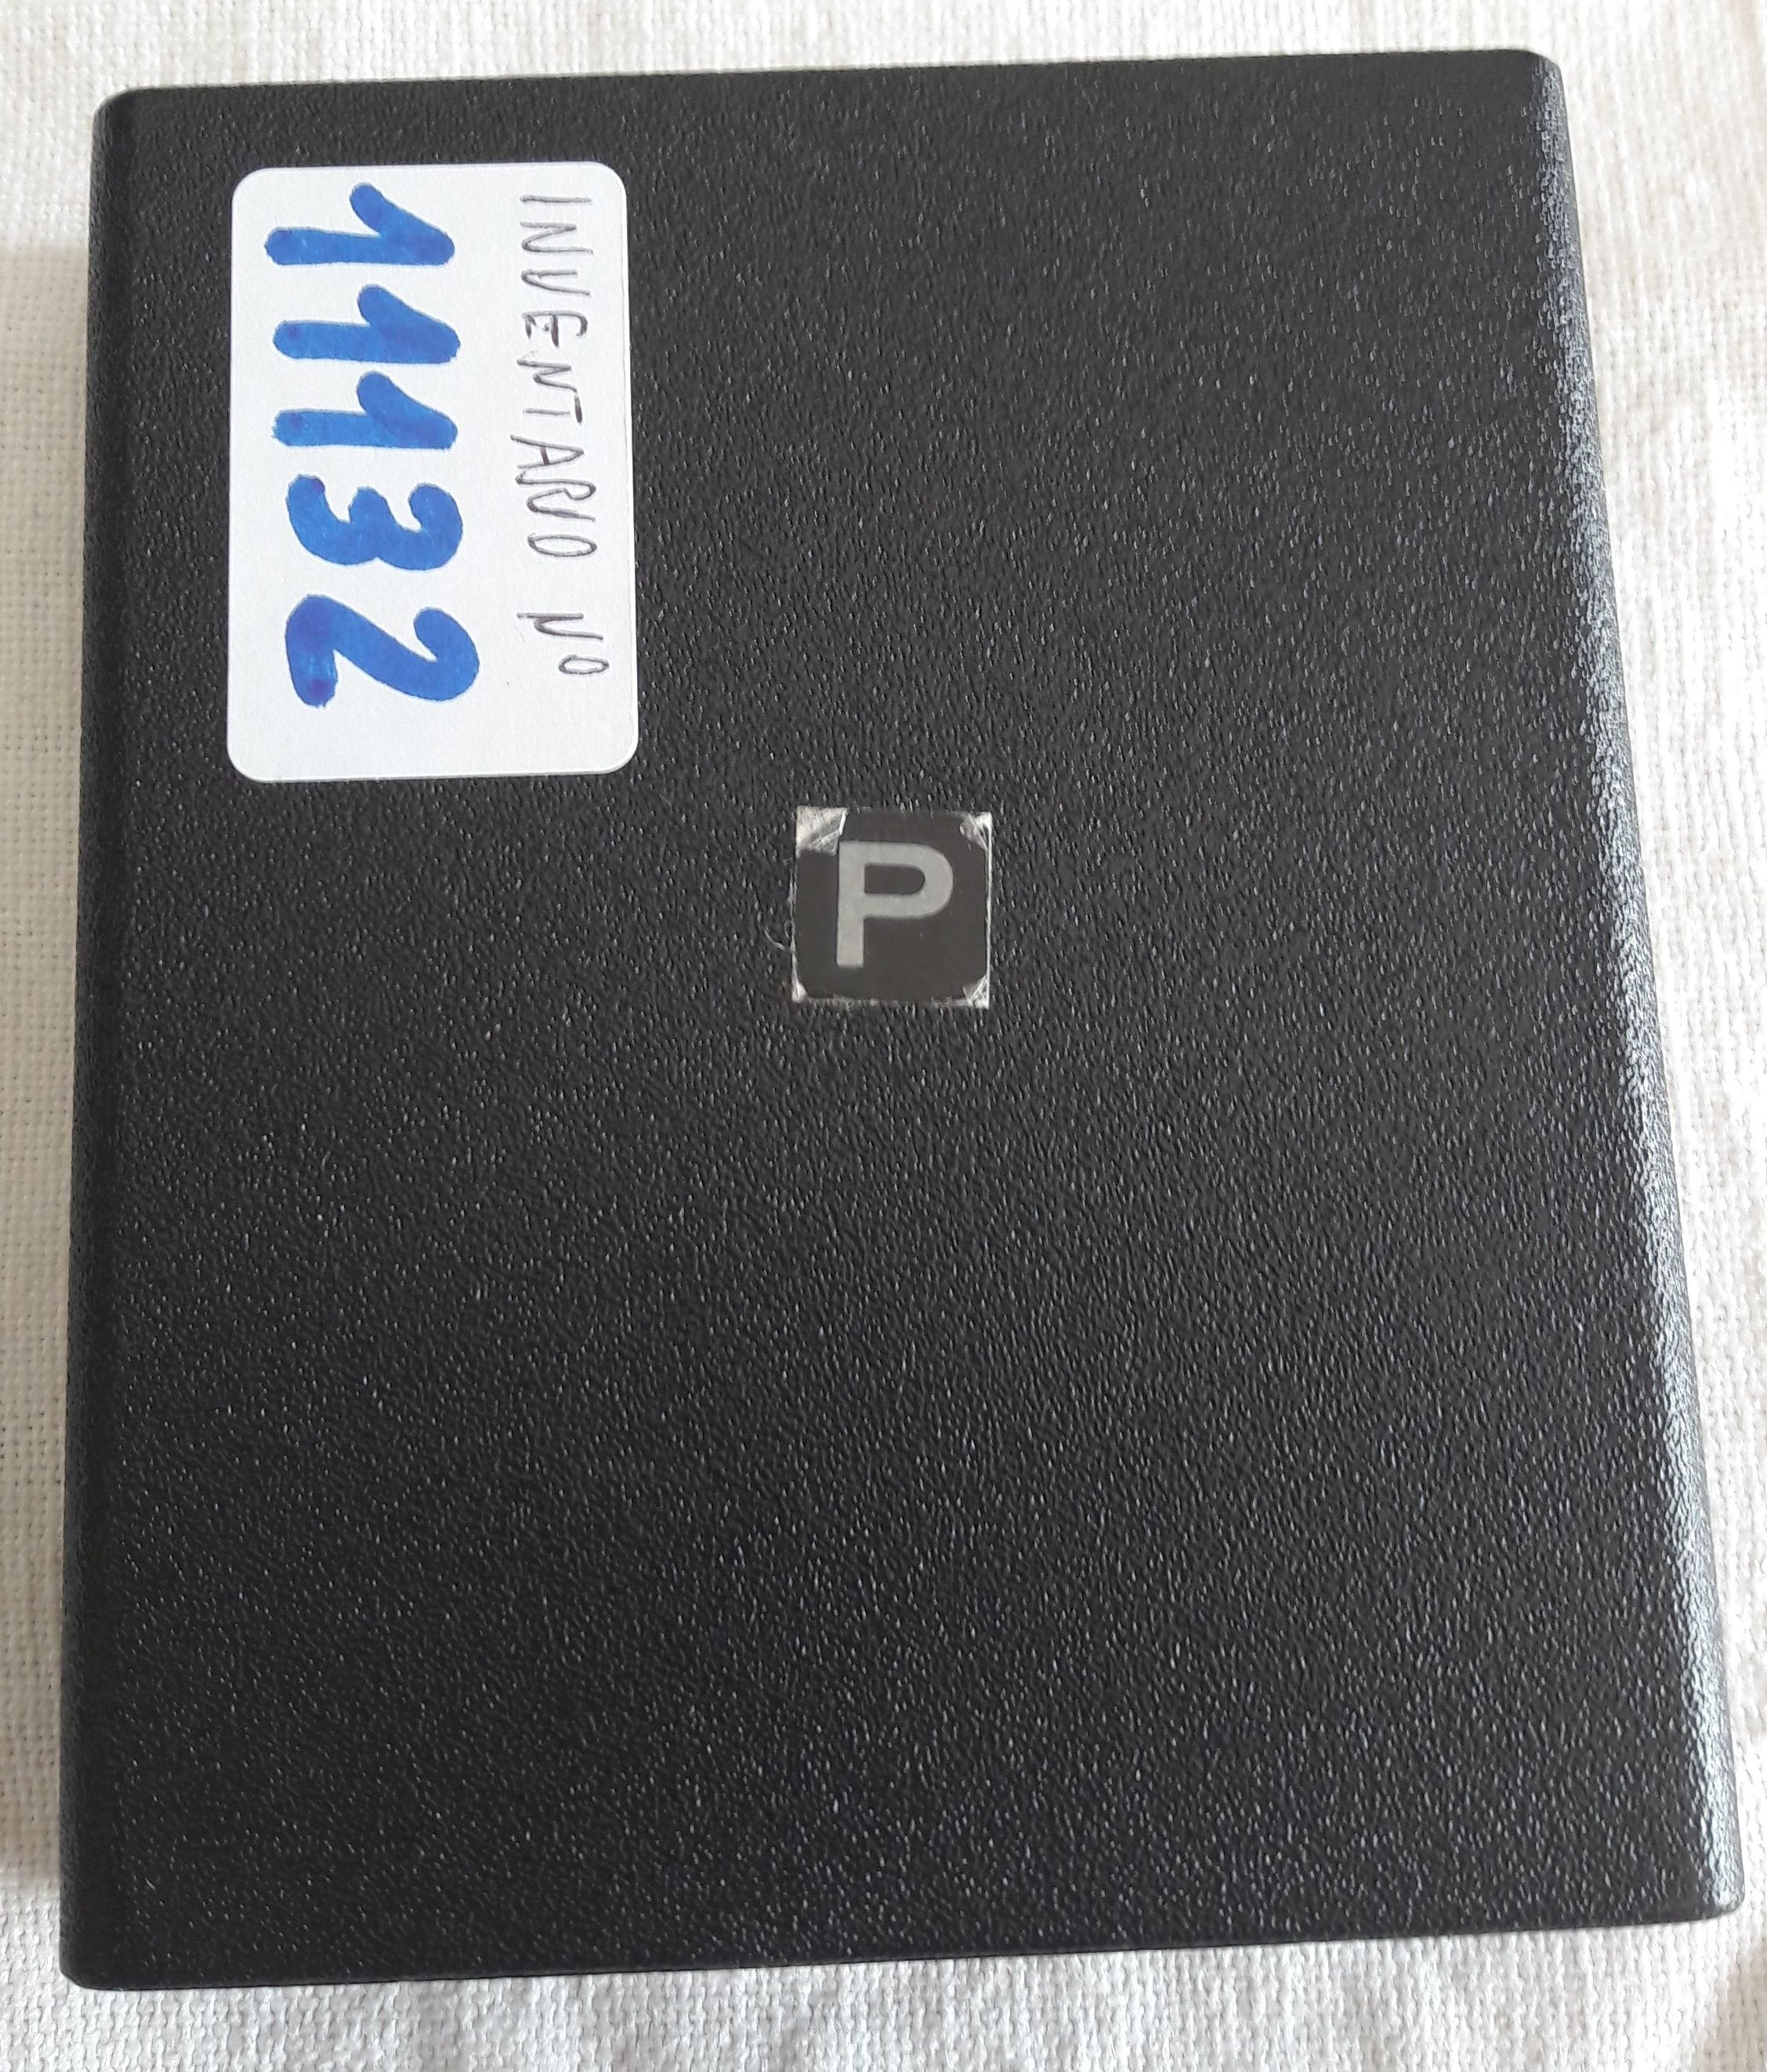 INVENTARIO Nº
11132
P